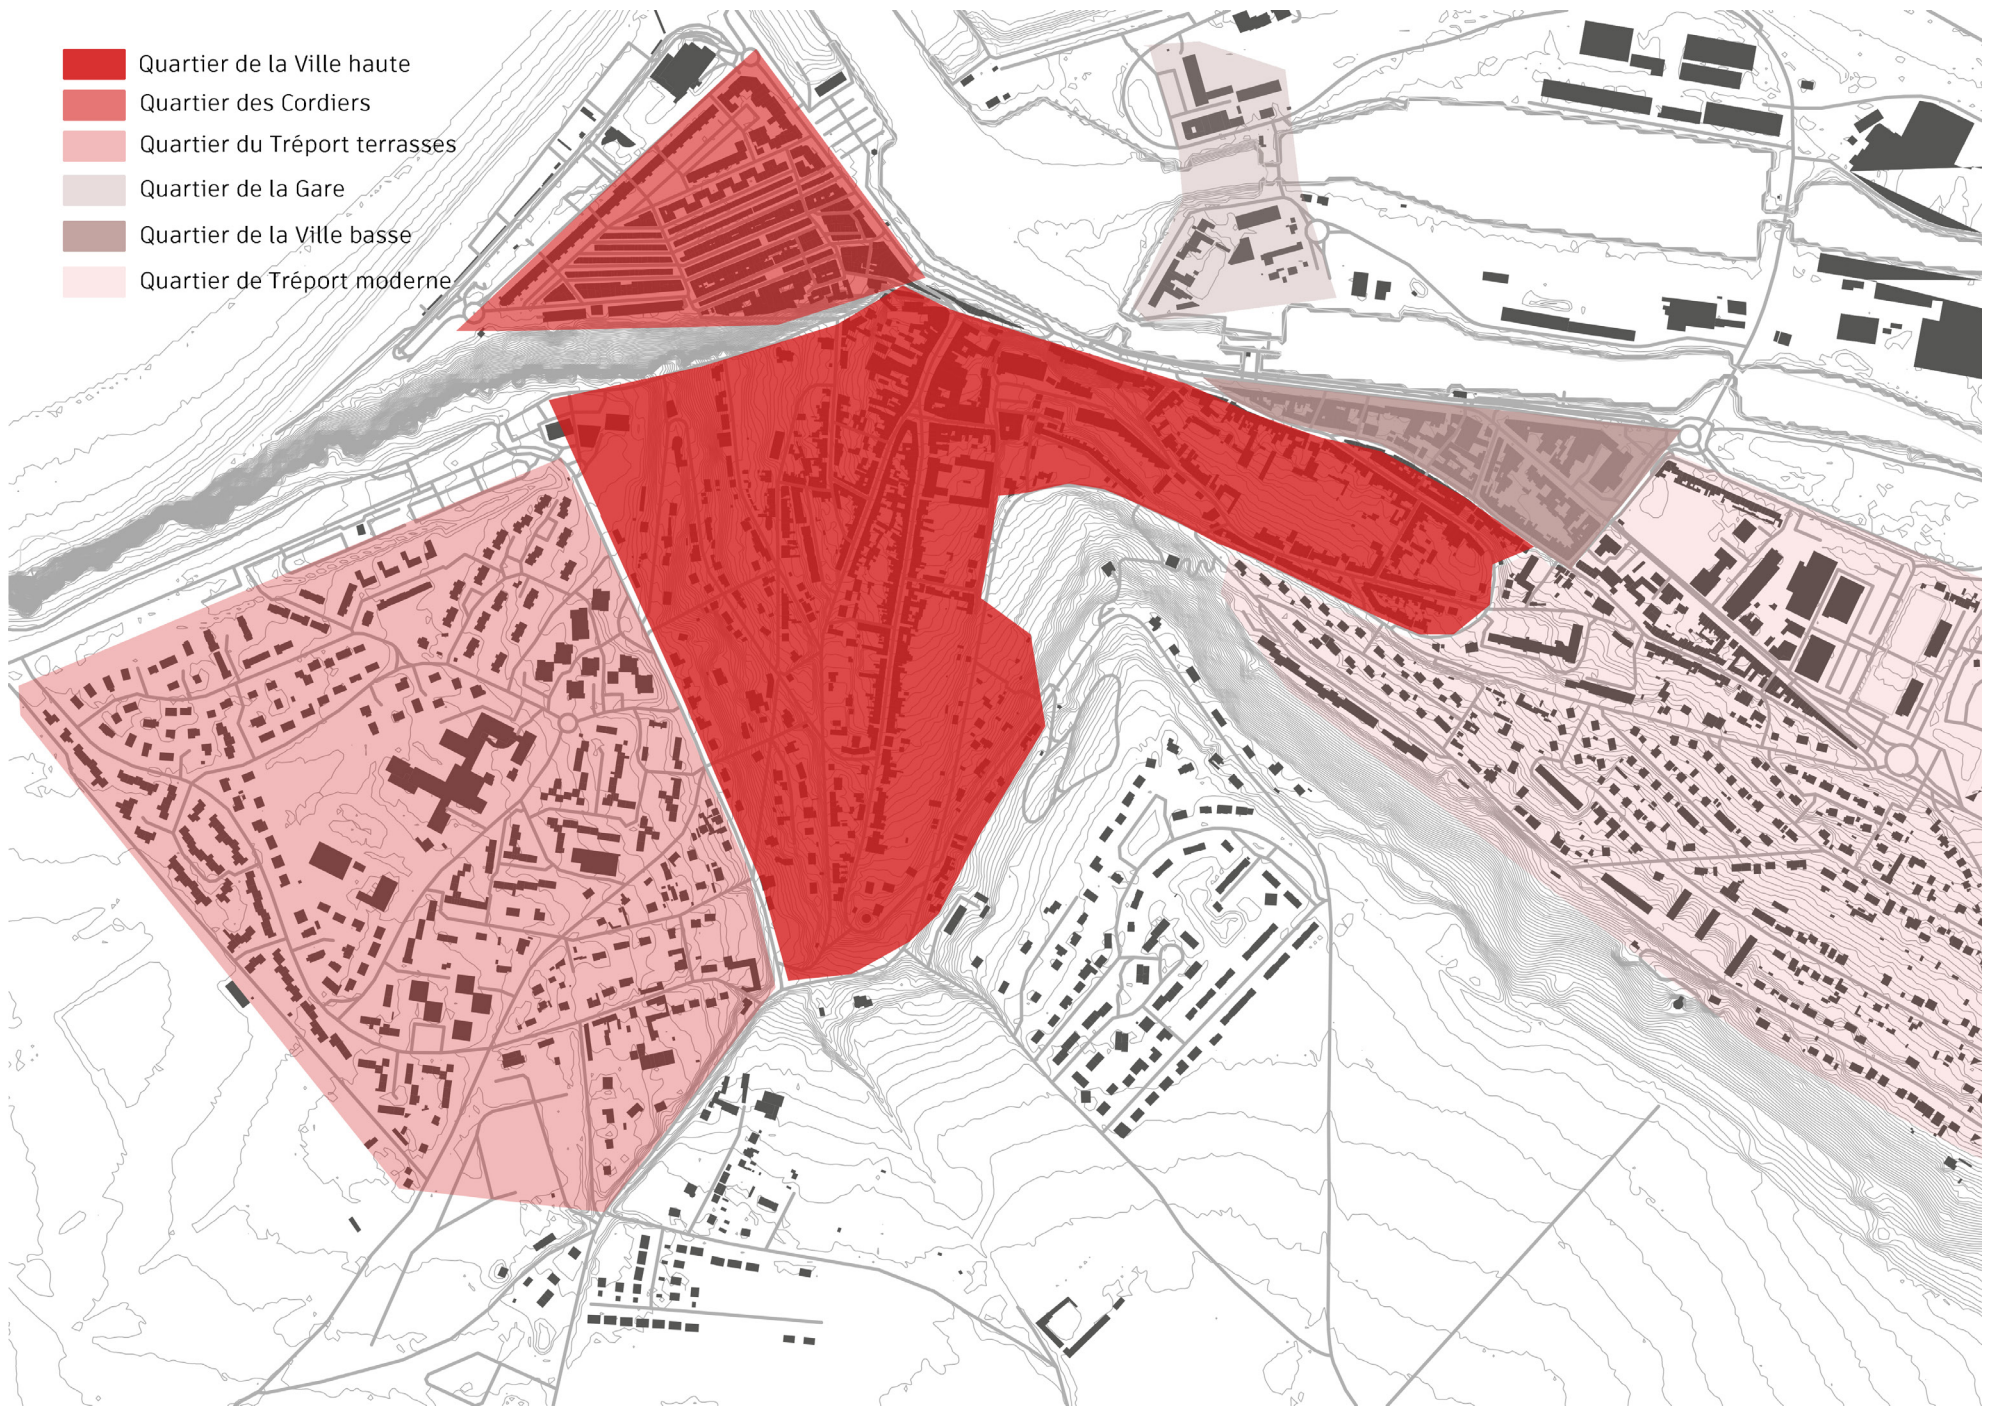 Quartier de la Ville haute
Quartier des Cordiers
Quartier du Tréport terrasses
Quartier de la Gare
Quartier de la Ville basse
Quartier de Tréport moderne